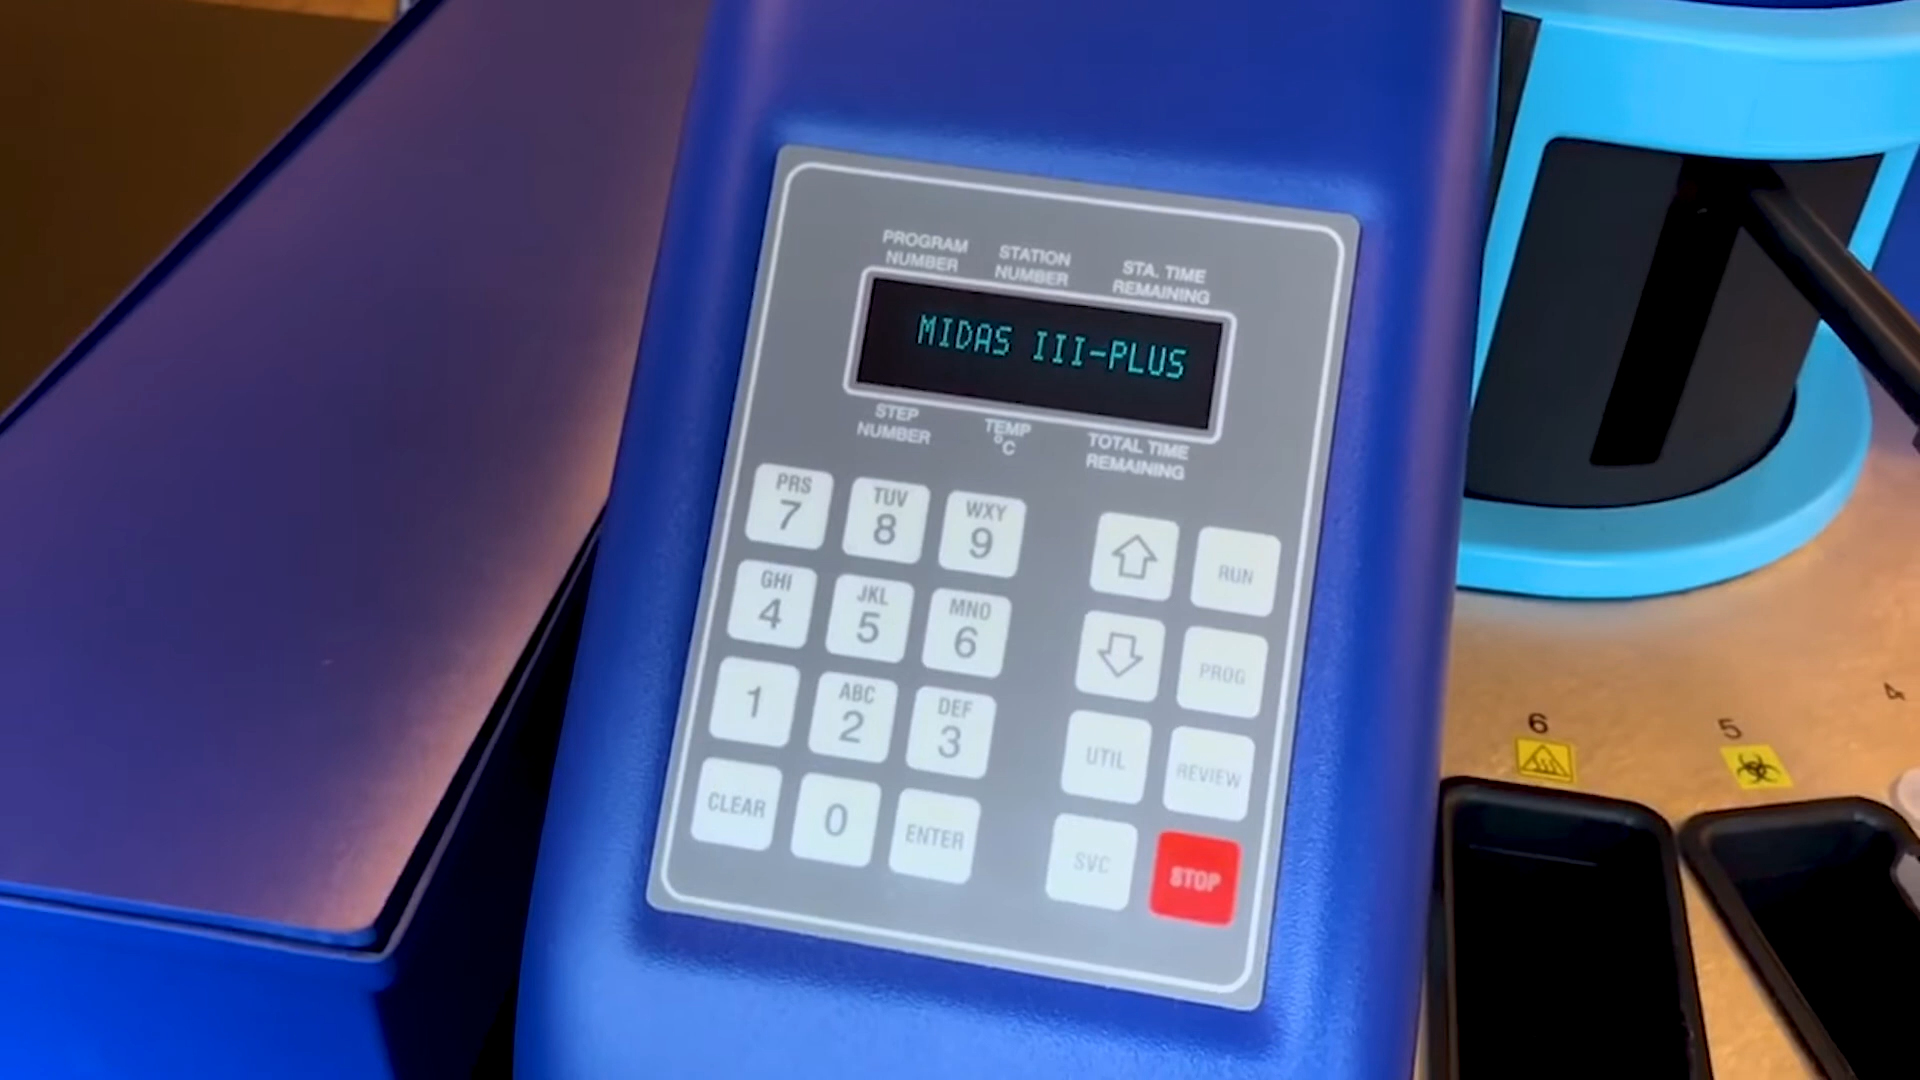 PROGRAM
NUMBER
STATION
NUMBER
STA. TIME
REMAINING
MIDAS III-PLUS
STEP
NUMBER
TEMP
°C
TOTAL TIME
REMAINING
PRS
7
TUV
8
WXY
9
RUN
GHI
4
JKL
5
MNO
6
PROG
1
ABC
2
DEF
3
UTIL
REVIEW
CLEAR
0
ENTER
SVC
STOP
6
5
4